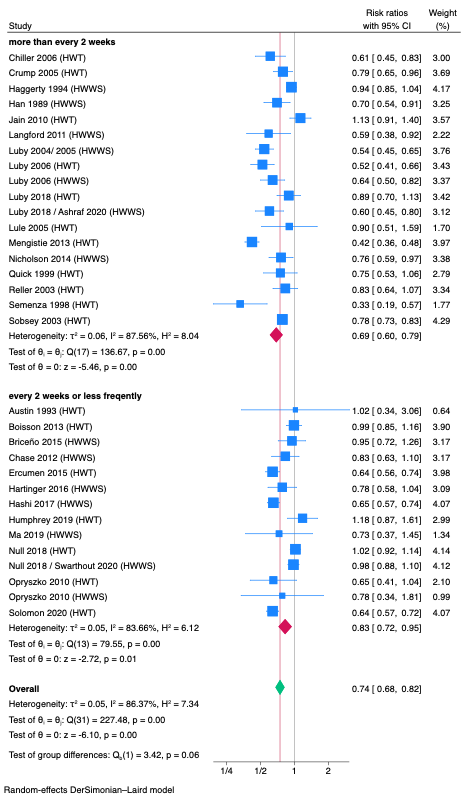 Risk ratios Weight
Study with 95% CI (%)
more than every 2 weeks
Chiller 2006 (HWT) 0.61 [ 0.45, 0.83] 3.00
Crump 2005 (HWT) 0.79 [ 0.65, 0.96] 3.69
Haggerty 1994 (HWWS) 0.94 [ 0.85, 1.04] 4.17
Han 1989 (HWWS) 0.70 [ 0.54, 0.91] 3.25
Jain 2010 (HWT) 1.13 [ 0.91, 1.40] 3.57
Langford 2011 (HWWS) 0.59 [ 0.38, 0.92] 2.22
Luby 2004/ 2005 (HWWS) 0.54 [ 0.45, 0.65] 3.76
Luby 2006 (HWT) 0.52 [ 0.41, 0.66] 3.43
Luby 2006 (HWWS) 0.64 [ 0.50, 0.82] 3.37
Luby 2018 (HWT) 0.89 [ 0.70, 1.13] 3.42
Luby 2018 / Ashraf 2020 (HWWS) 0.60 [ 0.45, 0.80] 3.12
Lule 2005 (HWT) 0.90 [ 0.51, 1.59] 1.70
Mengistie 2013 (HWT) 0.42 [ 0.36, 0.48] 3.97
Nicholson 2014 (HWWS) 0.76 [ 0.59, 0.97] 3.38
Quick 1999 (HWT) 0.75 [ 0.53, 1.06] 2.79
Reller 2003 (HWT) 0.83 [ 0.64, 1.07] 3.34
Semenza 1998 (HWT) 0.33 [ 0.19, 0.57] 1.77
Sobsey 2003 (HWT) 0.78 [ 0.73, 0.83] 4.29
Heterogeneity: τ² = 0.06, I² = 87.56%, H² = 8.04 0.69 [ 0.60, 0.79]
Test of θᵢ = θⱼ: Q(17) = 136.67, p = 0.00
Test of θ = 0: z = -5.46, p = 0.00
every 2 weeks or less freqently
Austin 1993 (HWT) 1.02 [ 0.34, 3.06] 0.64
Boisson 2013 (HWT) 0.99 [ 0.85, 1.16] 3.90
Briceño 2015 (HWWS) 0.95 [ 0.72, 1.26] 3.17
Chase 2012 (HWWS) 0.83 [ 0.63, 1.10] 3.17
Ercumen 2015 (HWT) 0.64 [ 0.56, 0.74] 3.98
Hartinger 2016 (HWWS) 0.78 [ 0.58, 1.04] 3.09
Hashi 2017 (HWWS) 0.65 [ 0.57, 0.74] 4.07
Humphrey 2019 (HWT) 1.18 [ 0.87, 1.61] 2.99
Ma 2019 (HWWS) 0.73 [ 0.37, 1.45] 1.34
Null 2018 (HWT) 1.02 [ 0.92, 1.14] 4.14
Null 2018 / Swarthout 2020 (HWWS) 0.98 [ 0.88, 1.10] 4.12
Opryszko 2010 (HWT) 0.65 [ 0.41, 1.04] 2.10
Opryszko 2010 (HWWS) 0.78 [ 0.34, 1.81] 0.99
Solomon 2020 (HWT) 0.64 [ 0.57, 0.72] 4.07
Heterogeneity: τ² = 0.05, I² = 83.66%, H² = 6.12 0.83 [ 0.72, 0.95]
Test of θᵢ = θⱼ: Q(13) = 79.55, p = 0.00
Test of θ = 0: z = -2.72, p = 0.01
Overall 0.74 [ 0.68, 0.82]
Heterogeneity: τ² = 0.05, I² = 86.37%, H² = 7.34
Test of θᵢ = θⱼ: Q(31) = 227.48, p = 0.00
Test of θ = 0: z = -6.10, p = 0.00
Test of group differences: Q_b(1) = 3.42, p = 0.06
1/4 1/2 1 2
Random-effects DerSimonian–Laird model